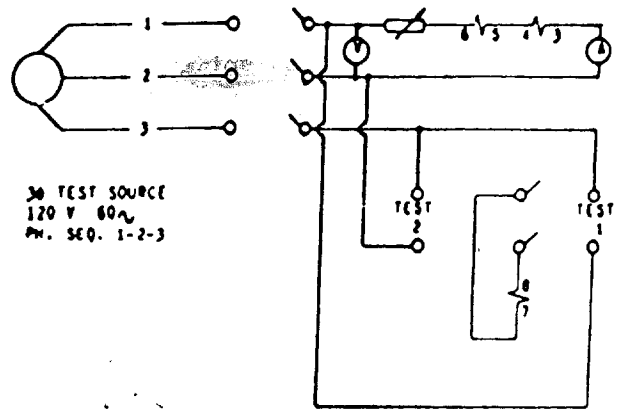 1
2
3
V
A
6 5 4 3
3Φ TEST SOURCE
120 V 60~
PH. SEQ. 1-2-3
TEST
2
TEST
1
8
7